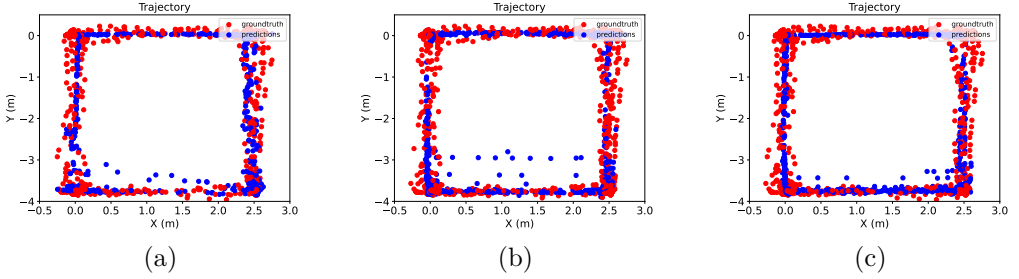 Trajectory
groundtruth
predictions
0
−1
−2
−3
−4
Y (m)
−0.5
0.0
0.5
1.0
1.5
2.0
2.5
3.0
X (m)
(a)
Trajectory
groundtruth
predictions
0
−1
−2
−3
−4
Y (m)
−0.5
0.0
0.5
1.0
1.5
2.0
2.5
3.0
X (m)
(b)
Trajectory
groundtruth
predictions
0
−1
−2
−3
−4
Y (m)
−0.5
0.0
0.5
1.0
1.5
2.0
2.5
3.0
X (m)
(c)